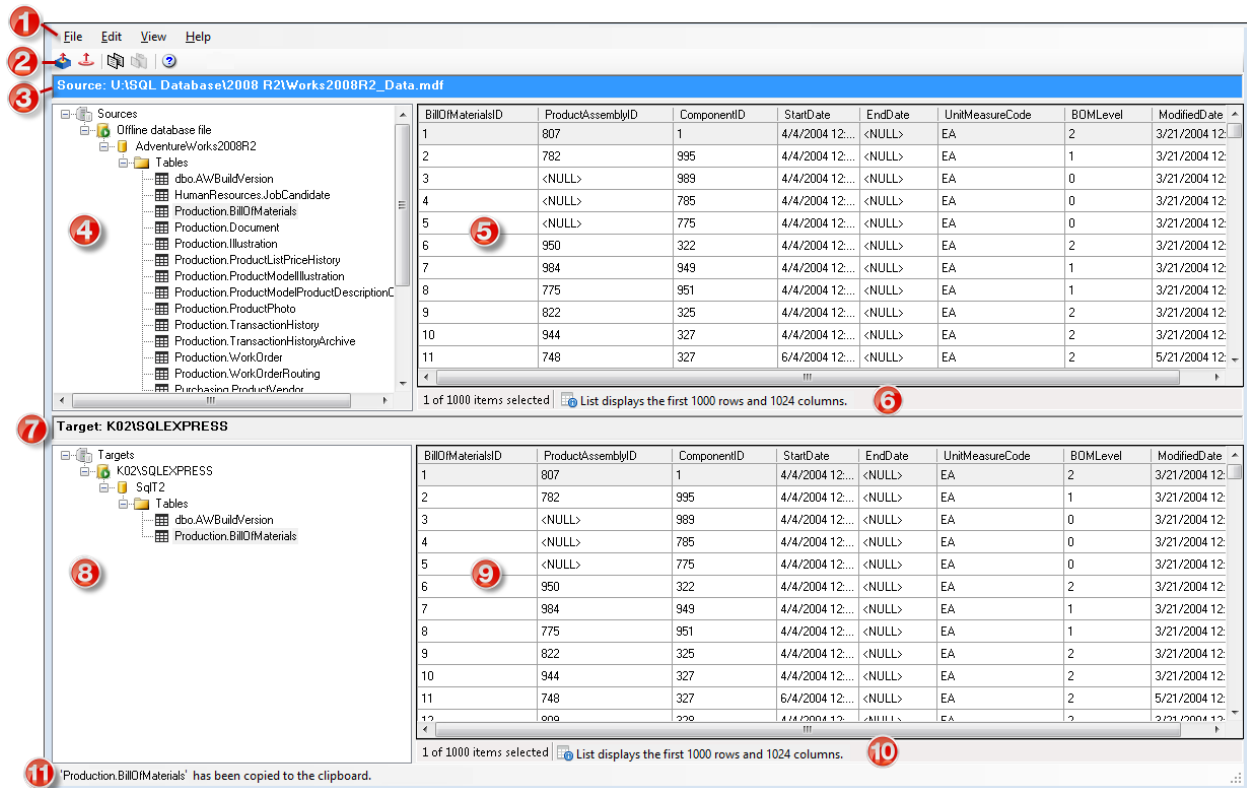 1
File Edit View Help
2
3
Source: U:\SQL Database\2008 R2\Works2008R2_Data.mdf
Sources
Offline database file
AdventureWorks2008R2
Tables
dbo.AWBuildVersion
HumanResources.JobCandidate
Production.BillOfMaterials
Production.Document
Production.Illustration
Production.ProductListPriceHistory
Production.ProductModelIllustration
Production.ProductModelProductDescriptionC
Production.ProductPhoto
Production.TransactionHistory
Production.TransactionHistoryArchive
Production.WorkOrder
Production.WorkOrderRouting
Purchasing.ProductVendor
4
BillOfMaterialsID ProductAssemblyID ComponentID StartDate EndDate UnitMeasureCode BOMLevel ModifiedDate
1 807 1 4/4/2004 12:... <NULL> EA 2 3/21/2004 12:
2 782 995 4/4/2004 12:... <NULL> EA 1 3/21/2004 12:
3 <NULL> 989 4/4/2004 12:... <NULL> EA 0 3/21/2004 12:
4 <NULL> 785 4/4/2004 12:... <NULL> EA 0 3/21/2004 12:
5 <NULL> 775 4/4/2004 12:... <NULL> EA 0 3/21/2004 12:
6 950 322 4/4/2004 12:... <NULL> EA 2 3/21/2004 12:
7 984 949 4/4/2004 12:... <NULL> EA 1 3/21/2004 12:
8 775 951 4/4/2004 12:... <NULL> EA 1 3/21/2004 12:
9 822 325 4/4/2004 12:... <NULL> EA 2 3/21/2004 12:
10 944 327 4/4/2004 12:... <NULL> EA 2 3/21/2004 12:
11 748 327 6/4/2004 12:... <NULL> EA 2 5/21/2004 12:
5
1 of 1000 items selected List displays the first 1000 rows and 1024 columns.
6
7
Target: K02\SQLEXPRESS
Targets
K02\SQLEXPRESS
SqlT2
Tables
dbo.AWBuildVersion
Production.BillOfMaterials
8
BillOfMaterialsID ProductAssemblyID ComponentID StartDate EndDate UnitMeasureCode BOMLevel ModifiedDate
1 807 1 4/4/2004 12:... <NULL> EA 2 3/21/2004 12:
2 782 995 4/4/2004 12:... <NULL> EA 1 3/21/2004 12:
3 <NULL> 989 4/4/2004 12:... <NULL> EA 0 3/21/2004 12:
4 <NULL> 785 4/4/2004 12:... <NULL> EA 0 3/21/2004 12:
5 <NULL> 775 4/4/2004 12:... <NULL> EA 0 3/21/2004 12:
6 950 322 4/4/2004 12:... <NULL> EA 2 3/21/2004 12:
7 984 949 4/4/2004 12:... <NULL> EA 1 3/21/2004 12:
8 775 951 4/4/2004 12:... <NULL> EA 1 3/21/2004 12:
9 822 325 4/4/2004 12:... <NULL> EA 2 3/21/2004 12:
10 944 327 4/4/2004 12:... <NULL> EA 2 3/21/2004 12:
11 748 327 6/4/2004 12:... <NULL> EA 2 5/21/2004 12:
9
1 of 1000 items selected List displays the first 1000 rows and 1024 columns.
10
11
'Production.BillOfMaterials' has been copied to the clipboard.